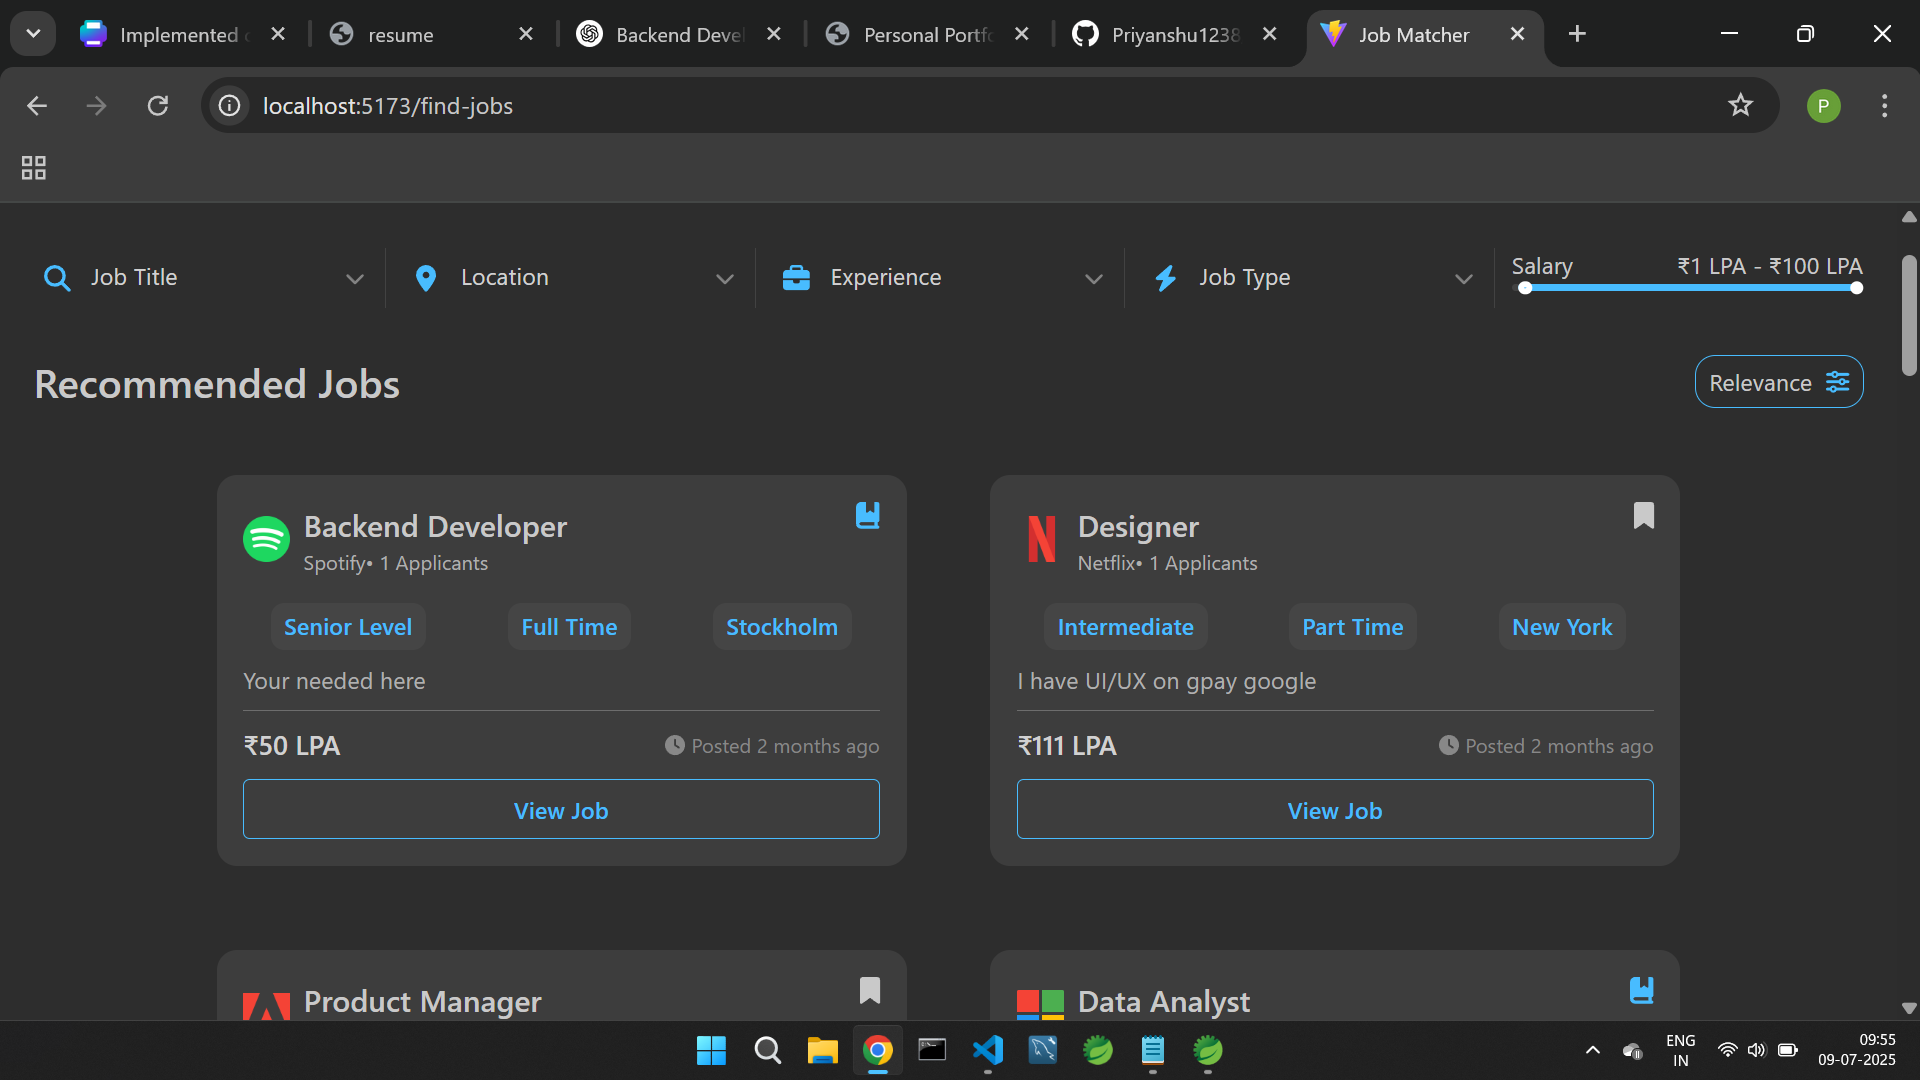 Implemented
resume
Backend Devel
Personal Portfo
Priyanshu1238
Job Matcher
localhost:5173/find-jobs
P
Job Title
Location
Experience
Job Type
Salary
₹1 LPA - ₹100 LPA
Recommended Jobs
Relevance
Backend Developer
Spotify• 1 Applicants
Senior Level
Full Time
Stockholm
Your needed here
₹50 LPA
Posted 2 months ago
View Job
N
Designer
Netflix• 1 Applicants
Intermediate
Part Time
New York
I have UI/UX on gpay google
₹111 LPA
Posted 2 months ago
View Job
Product Manager
Data Analyst
ENG
IN
09:55
09-07-2025